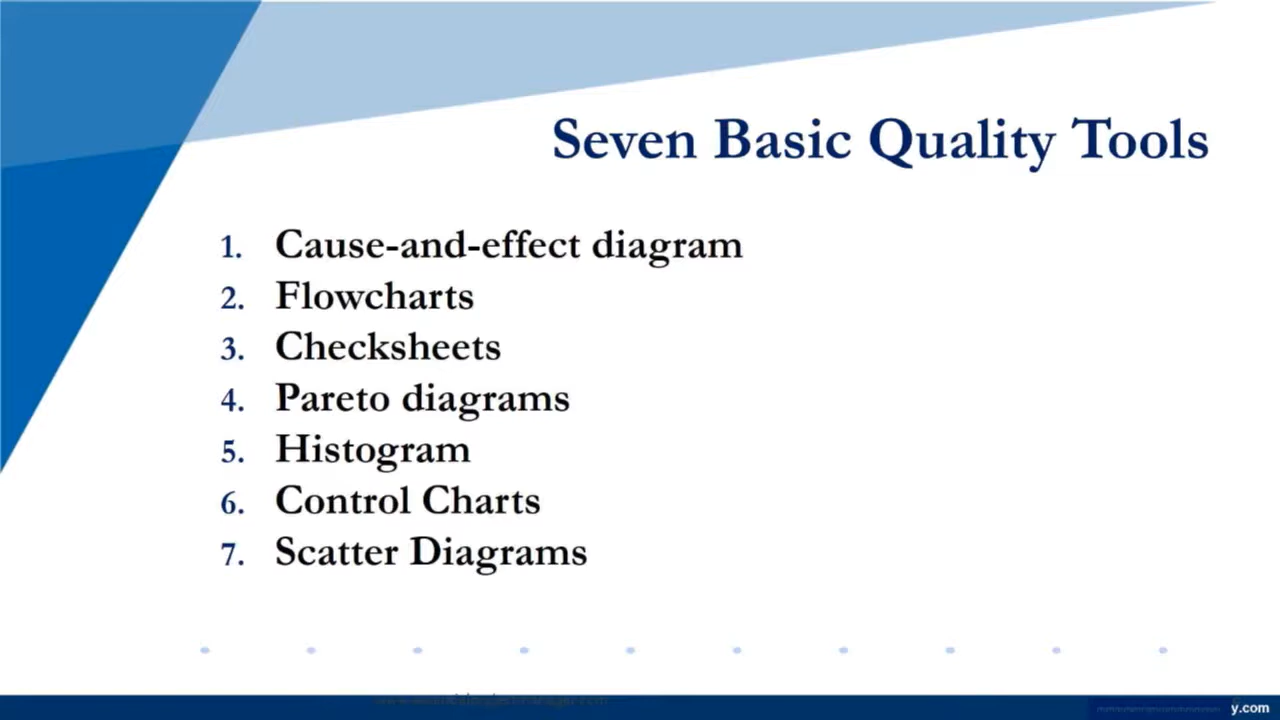 Seven Basic Quality Tools
1. Cause-and-effect diagram
2. Flowcharts
3. Checksheets
4. Pareto diagrams
5. Histogram
6. Control Charts
7. Scatter Diagrams
y.com